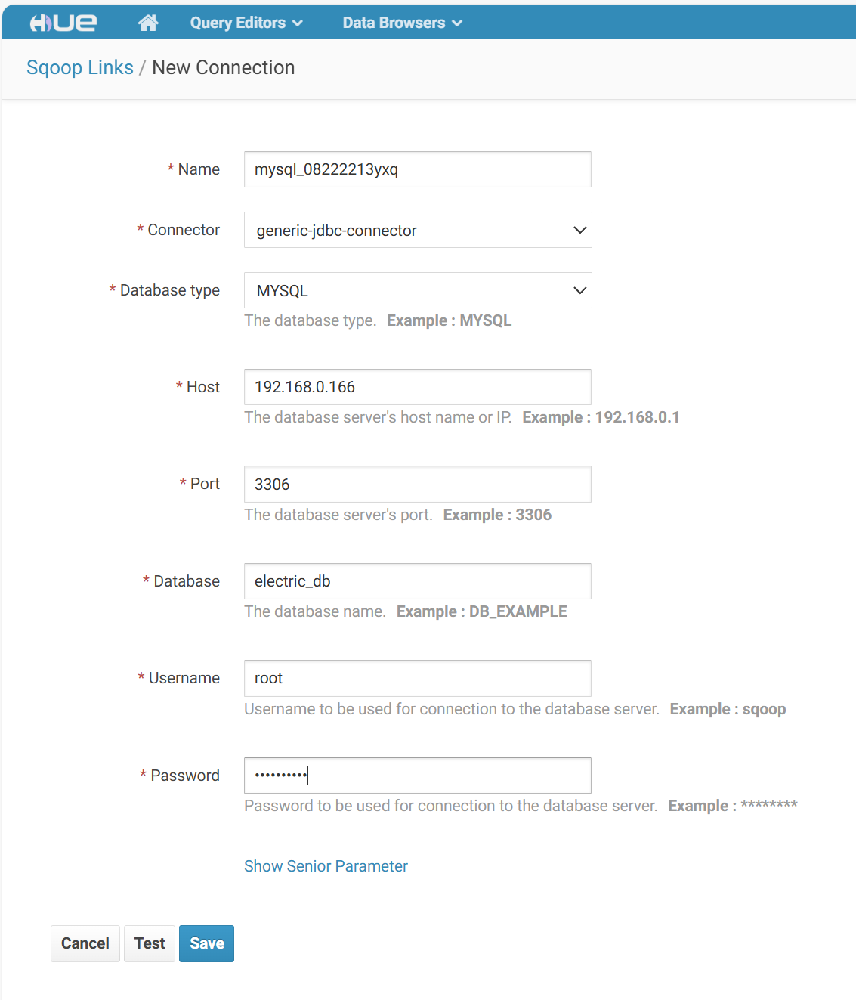 HUE Query Editors Data Browsers
Sqoop Links / New Connection
* Name mysql_08222213yxq
* Connector generic-jdbc-connector
* Database type MYSQL
The database type. Example : MYSQL
* Host 192.168.0.166
The database server's host name or IP. Example : 192.168.0.1
* Port 3306
The database server's port. Example : 3306
* Database electric_db
The database name. Example : DB_EXAMPLE
* Username root
Username to be used for connection to the database server. Example : sqoop
* Password ••••••••••
Password to be used for connection to the database server. Example : ********
Show Senior Parameter
Cancel Test Save